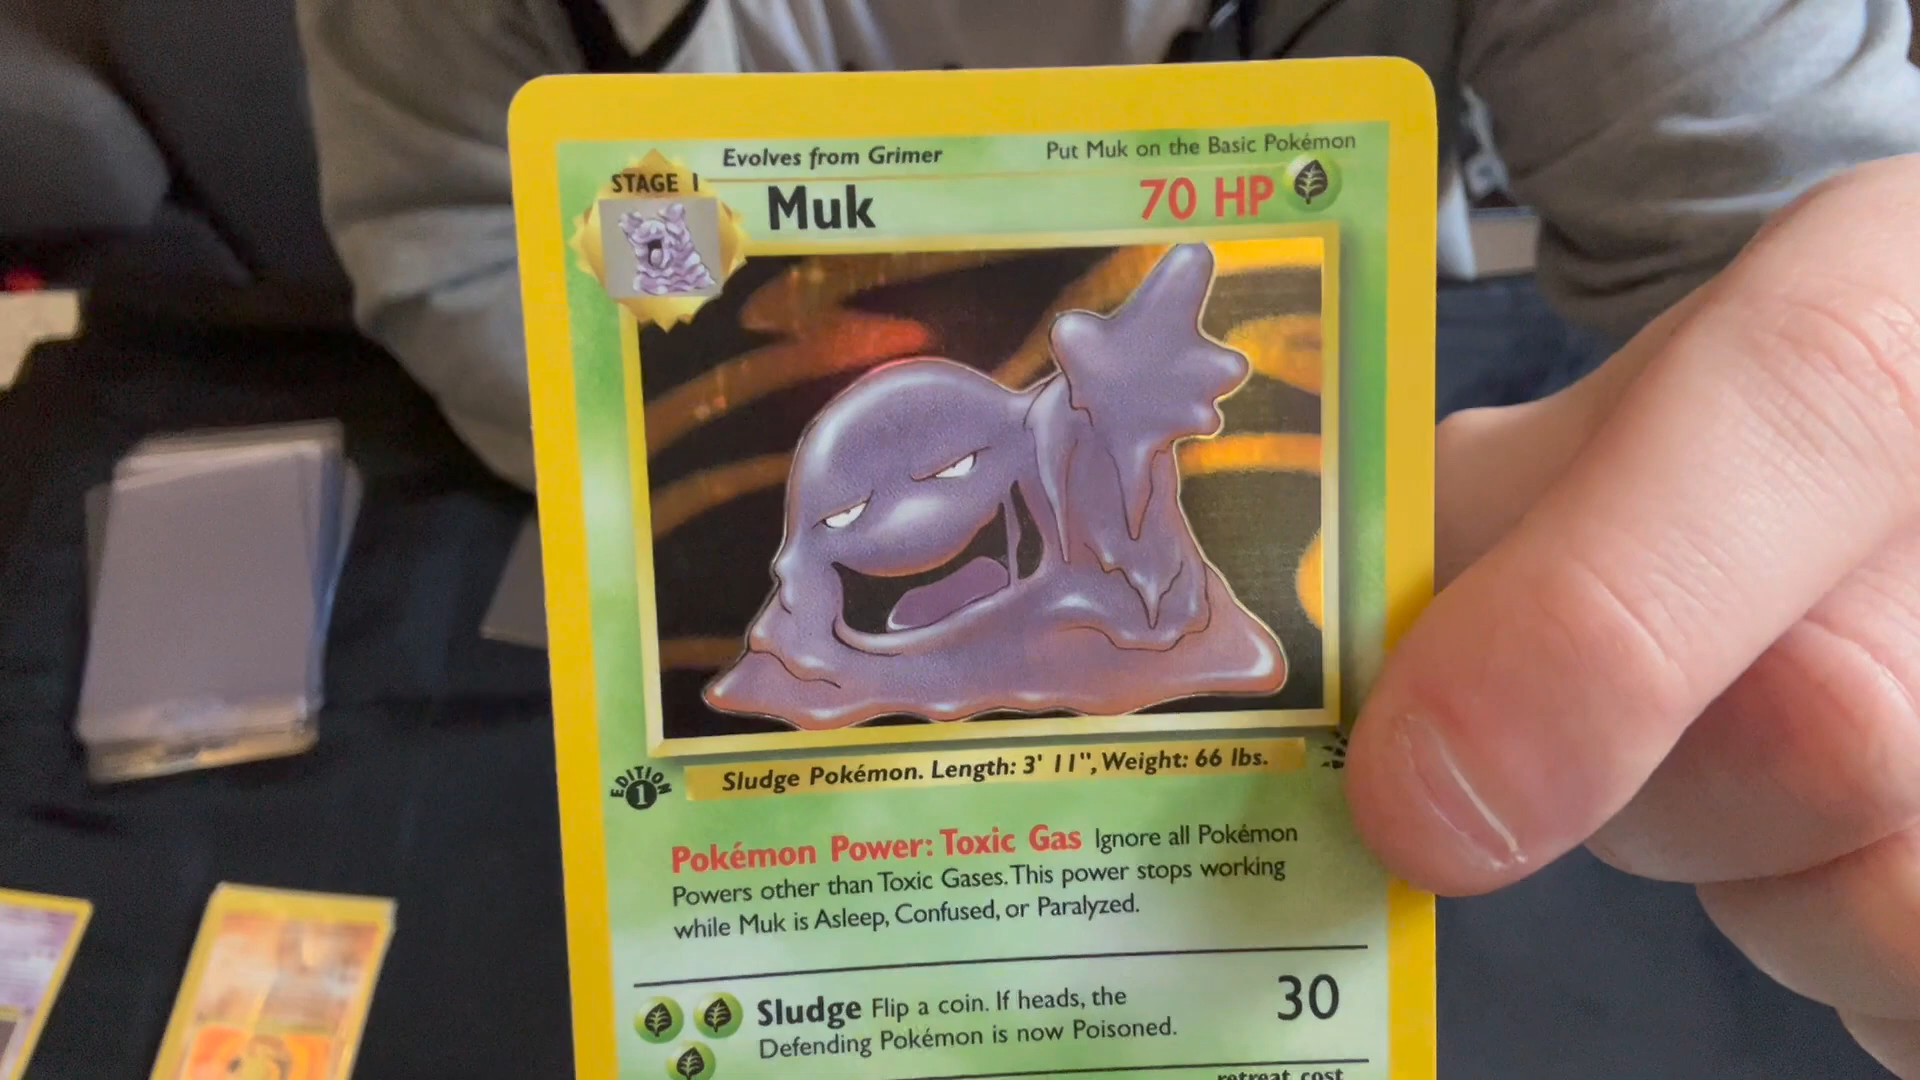 Evolves from Grimer
Put Muk on the Basic Pokémon
STAGE 1
Muk
70 HP
EDITION
1
Sludge Pokémon. Length: 3' 11", Weight: 66 lbs.
Pokémon Power: Toxic Gas Ignore all Pokémon
Powers other than Toxic Gases. This power stops working
while Muk is Asleep, Confused, or Paralyzed.
Sludge Flip a coin. If heads, the
Defending Pokémon is now Poisoned.
30
retreat cost